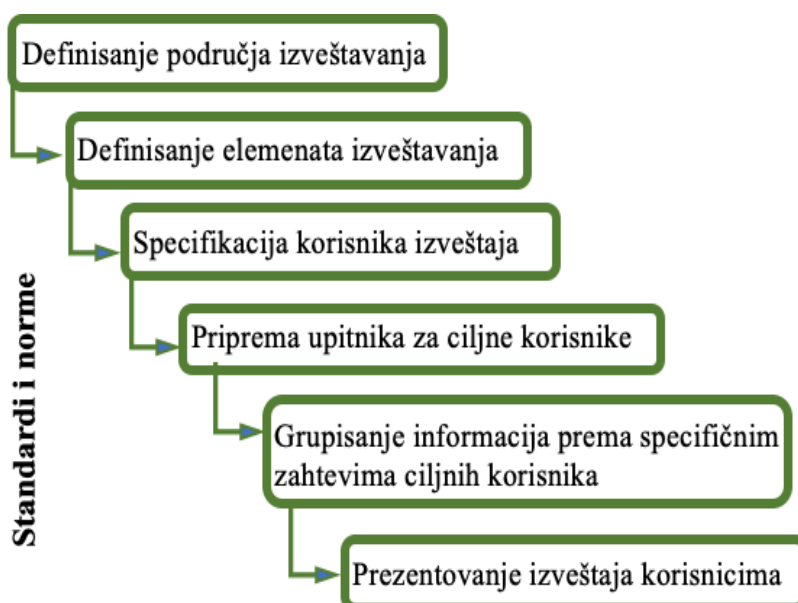 Definisanje područja izveštavanja
Definisanje elemenata izveštavanja
Specifikacija korisnika izveštaja
Priprema upitnika za ciljne korisnike
Grupisanje informacija prema specifičnim
zahtevima ciljnih korisnika
Prezentovanje izveštaja korisnicima
Standardi i norme